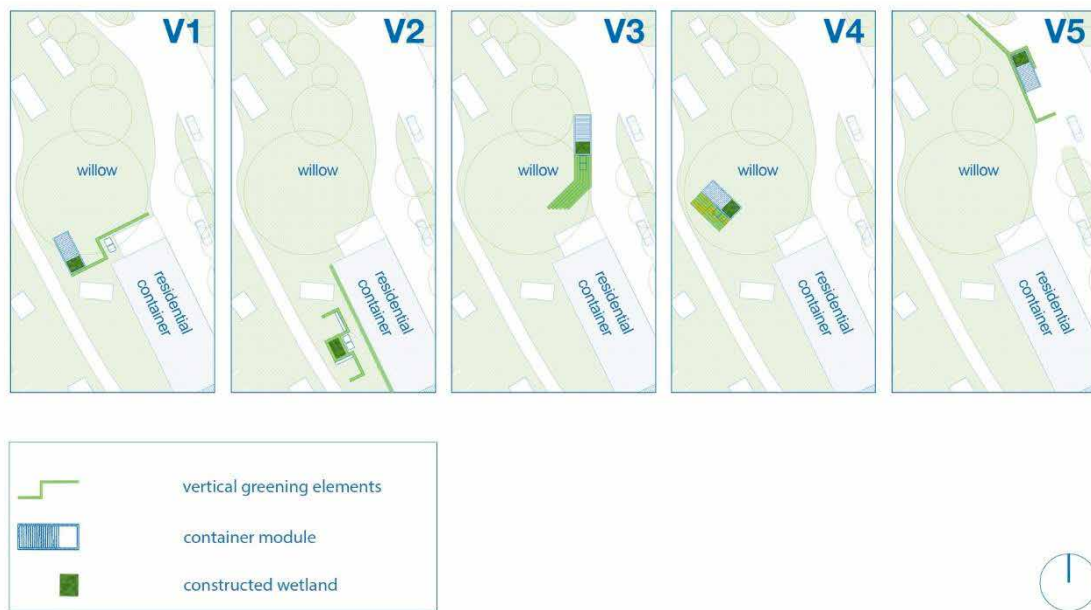 V1
willow
residential
container
V2
willow
residential
container
V3
willow
residential
container
V4
willow
residential
container
V5
willow
residential
container
vertical greening elements
container module
constructed wetland